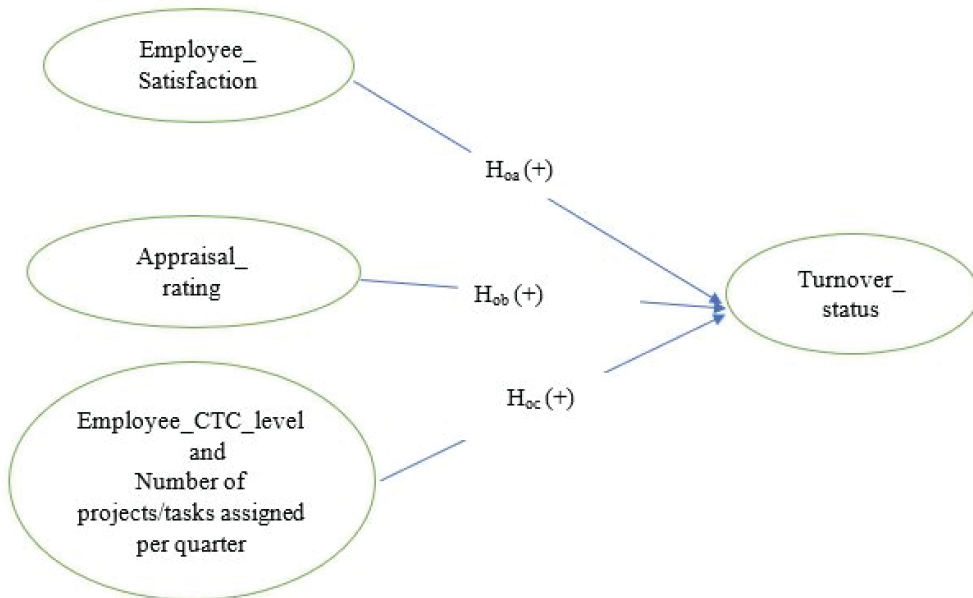 Employee_
Satisfaction
Hoa (+)
Appraisal_
rating
Hob (+)
Turnover_
status
Hoc (+)
Employee_CTC_level
and
Number of
projects/tasks assigned
per quarter